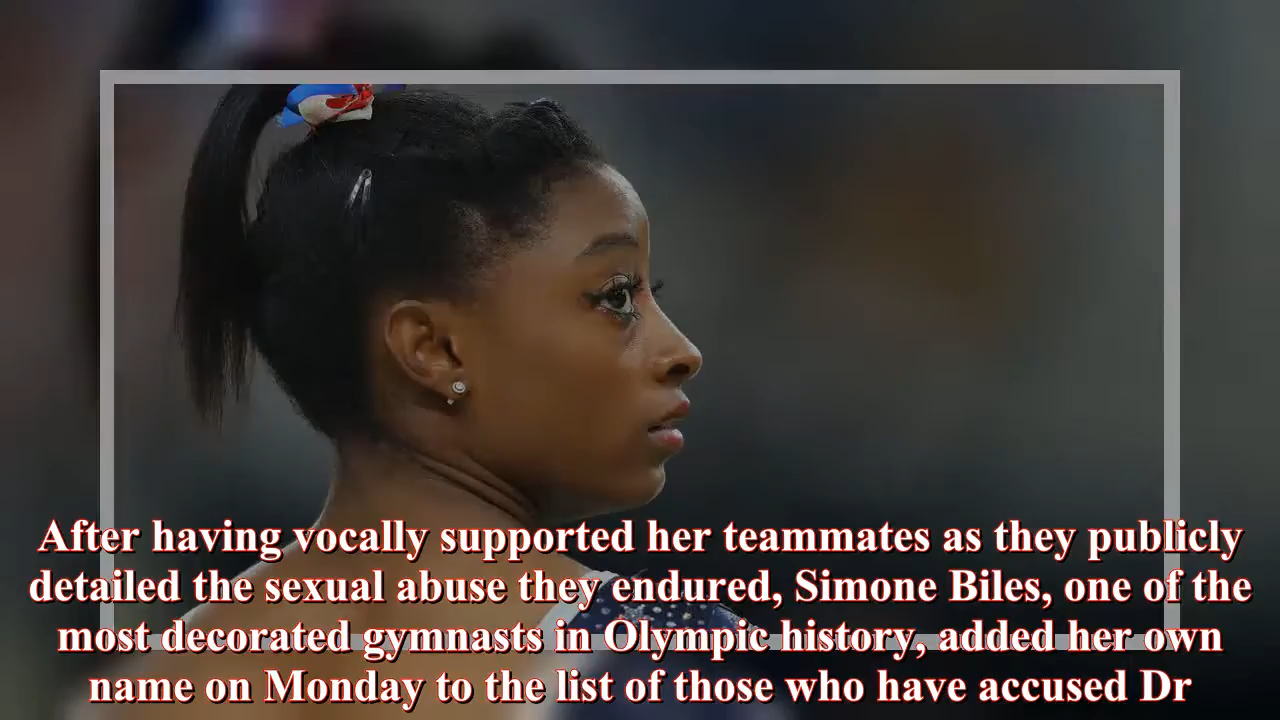 After having vocally supported her teammates as they publicly
detailed the sexual abuse they endured, Simone Biles, one of the
most decorated gymnasts in Olympic history, added her own
name on Monday to the list of those who have accused Dr